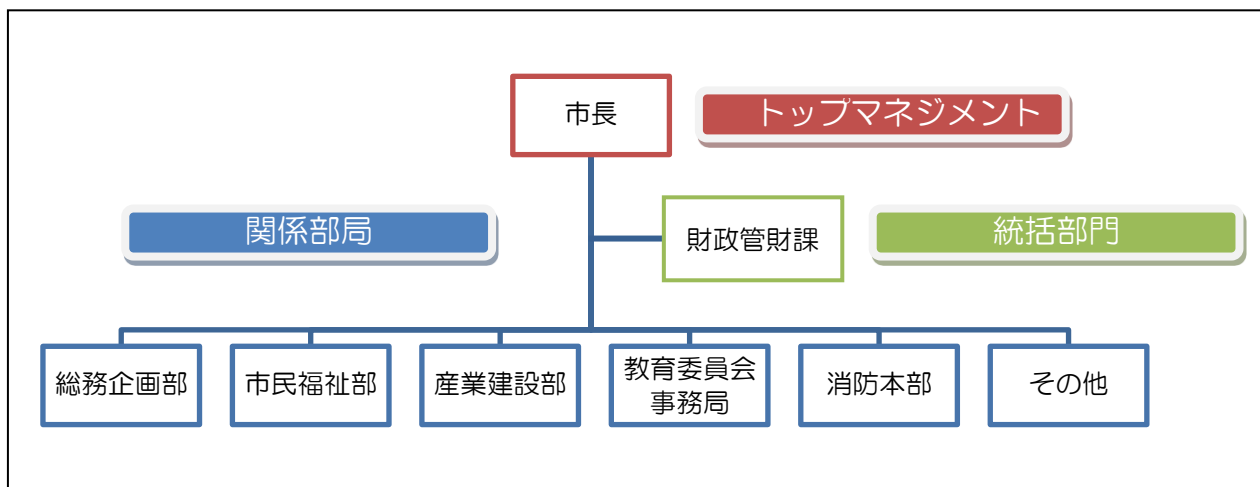 市長
トップマネジメント
関係部局
財政管財課
統括部門
総務企画部
市民福祉部
産業建設部
教育委員会
事務局
消防本部
その他